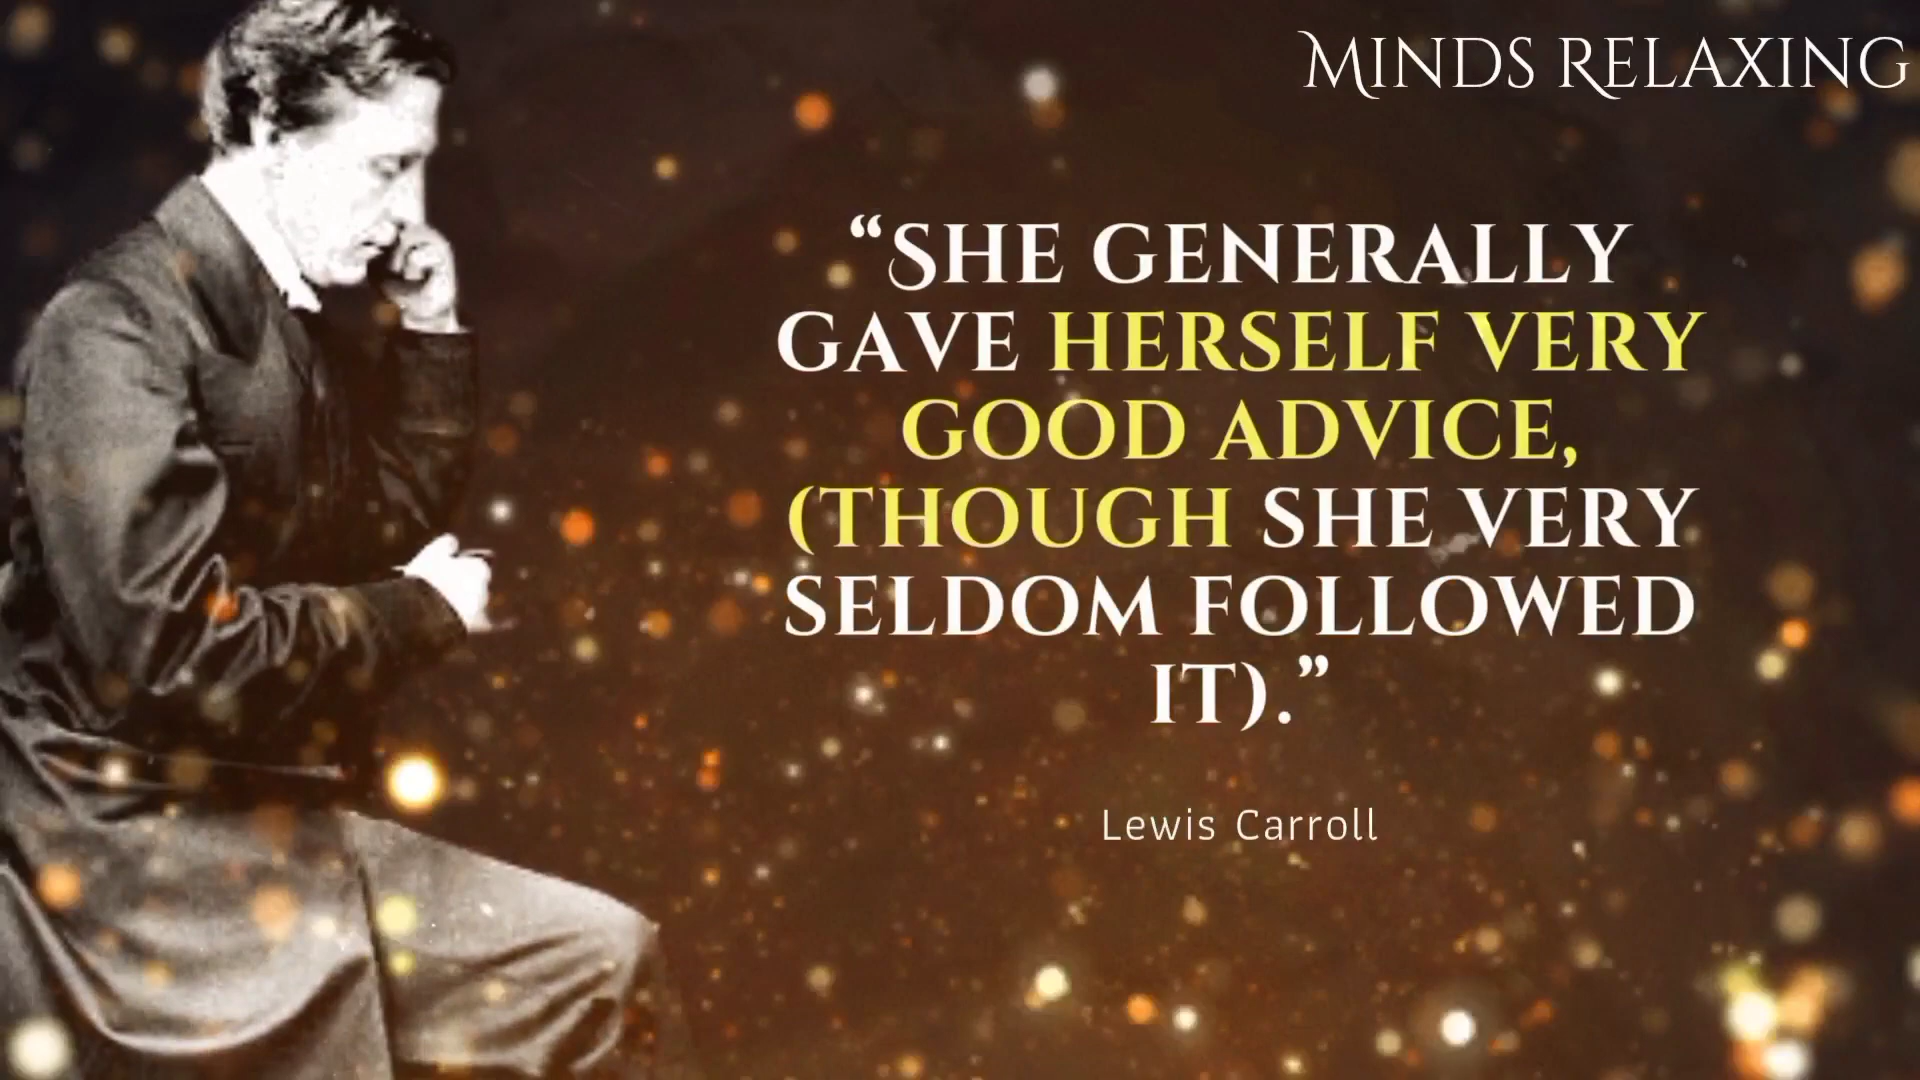 Minds Relaxing
“She generally
gave herself very
good advice,
(though she very
seldom followed
it).”
Lewis Carroll